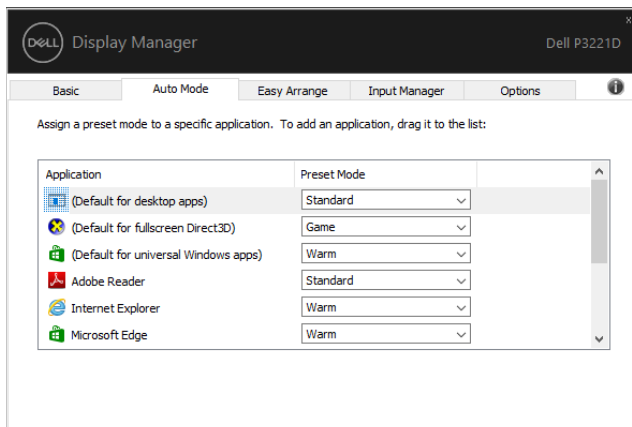 DELL Display Manager Dell P3221D
Basic Auto Mode Easy Arrange Input Manager Options
Assign a preset mode to a specific application. To add an application, drag it to the list:
Application Preset Mode
(Default for desktop apps) Standard
(Default for fullscreen Direct3D) Game
(Default for universal Windows apps) Warm
Adobe Reader Standard
Internet Explorer Warm
Microsoft Edge Warm